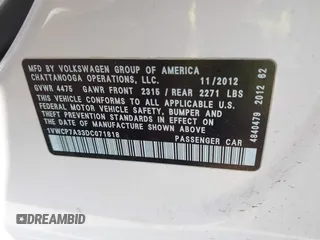 MFD BY VOLKSWAGEN GROUP OF AMERICA
CHATTANOOGA OPERATIONS, LLC. 11/2012
GVWR 4475 GAWR FRONT 2315 / REAR 2271 LBS
THIS VEHICLE CONFORMS TO ALL APPLICABLE
FEDERAL MOTOR VEHICLE SAFETY, BUMPER AND
THEFT PREVENTION STANDARDS IN EFFECT ON
THE DATE OF MANUFACTURE SHOWN ABOVE.
1VWCP7A33DC071818 PASSENGER CAR
4840479 2012 62
DREAMBID